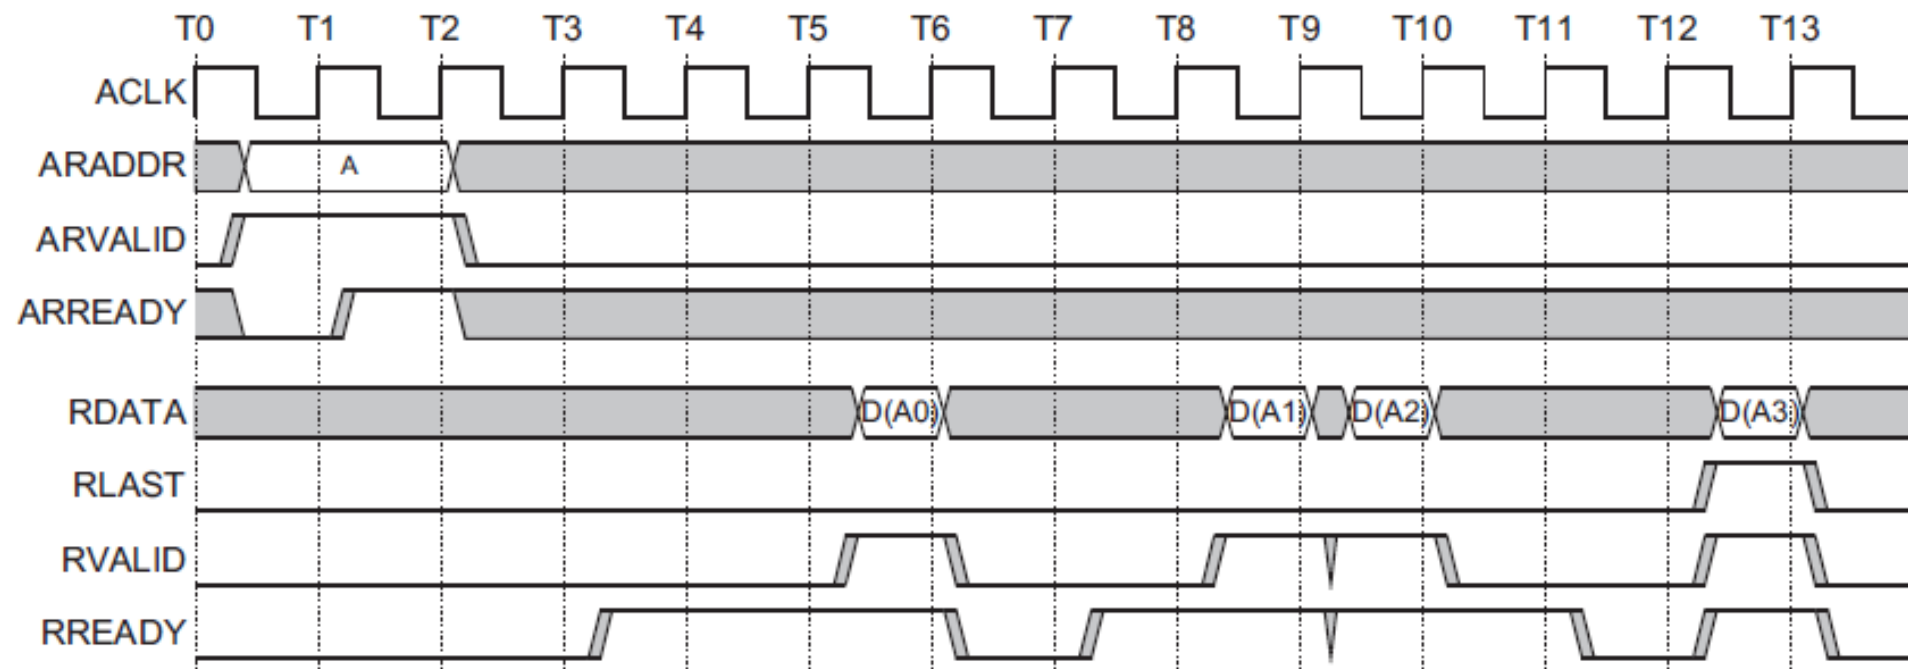 T0 T1 T2 T3 T4 T5 T6 T7 T8 T9 T10 T11 T12 T13
ACLK
ARADDR A
ARVALID
ARREADY
RDATA D(A0) D(A1) D(A2) D(A3)
RLAST
RVALID
RREADY